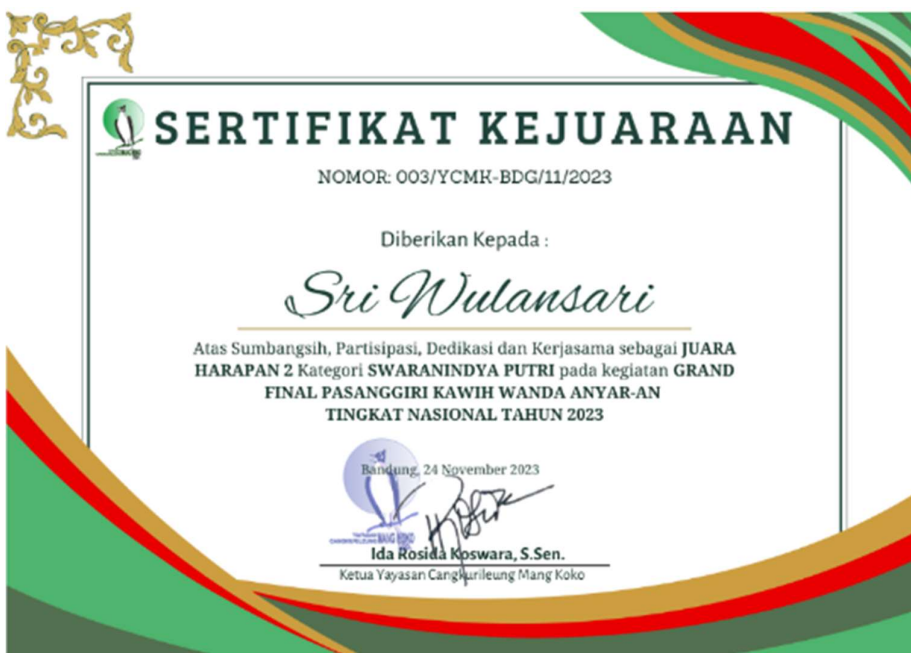 SERTIFIKAT KEJUARAAN
NOMOR: 003/YCMK-BDG/11/2023
Diberikan Kepada :
Sri Wulansari
Atas Sumbangsih, Partisipasi, Dedikasi dan Kerjasama sebagai JUARA
HARAPAN 2 Kategori SWARANINDYA PUTRI pada kegiatan GRAND
FINAL PASANGGIRI KAWIH WANDA ANYAR-AN
TINGKAT NASIONAL TAHUN 2023
Bandung, 24 November 2023
MANG KOKO
Ida Rosida Koswara, S.Sen.
Ketua Yayasan Cangkurileung Mang Koko